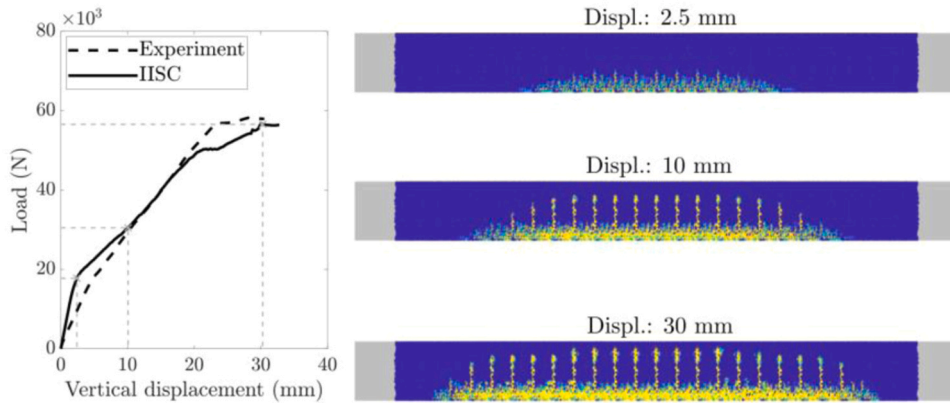 ×10³
80
60
40
20
0
Load (N)
Experiment
IISC
0 10 20 30 40
Vertical displacement (mm)
Displ.: 2.5 mm
Displ.: 10 mm
Displ.: 30 mm